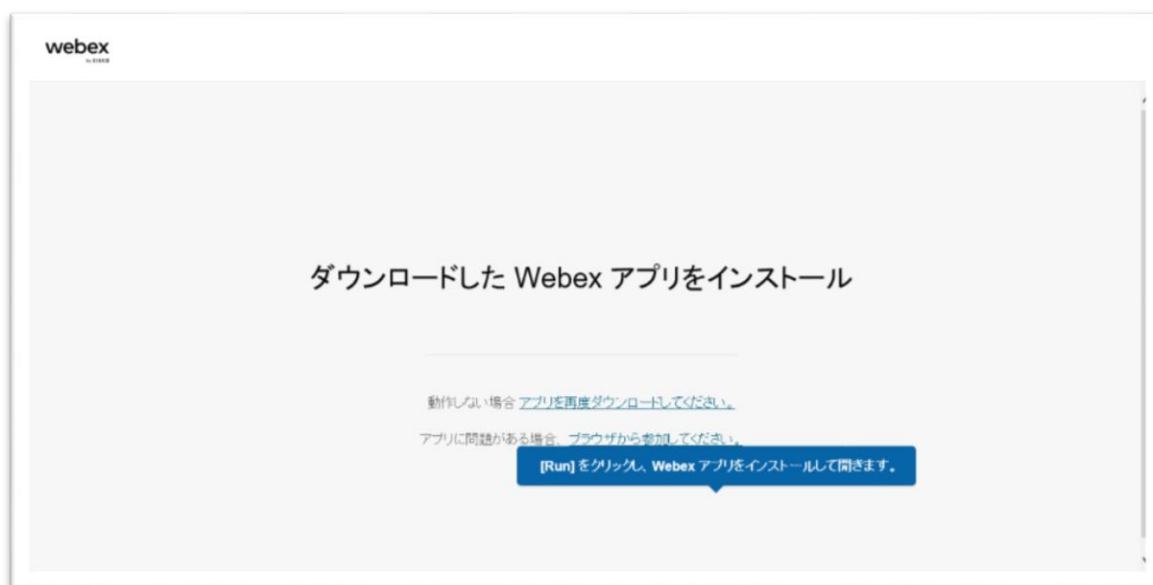 webex
by CISCO
ダウンロードした Webex アプリをインストール
動作しない場合 アプリを再度ダウンロードしてください。
アプリに問題がある場合、ブラウザから参加してください。
[Run] をクリックし、Webex アプリをインストールして開きます。